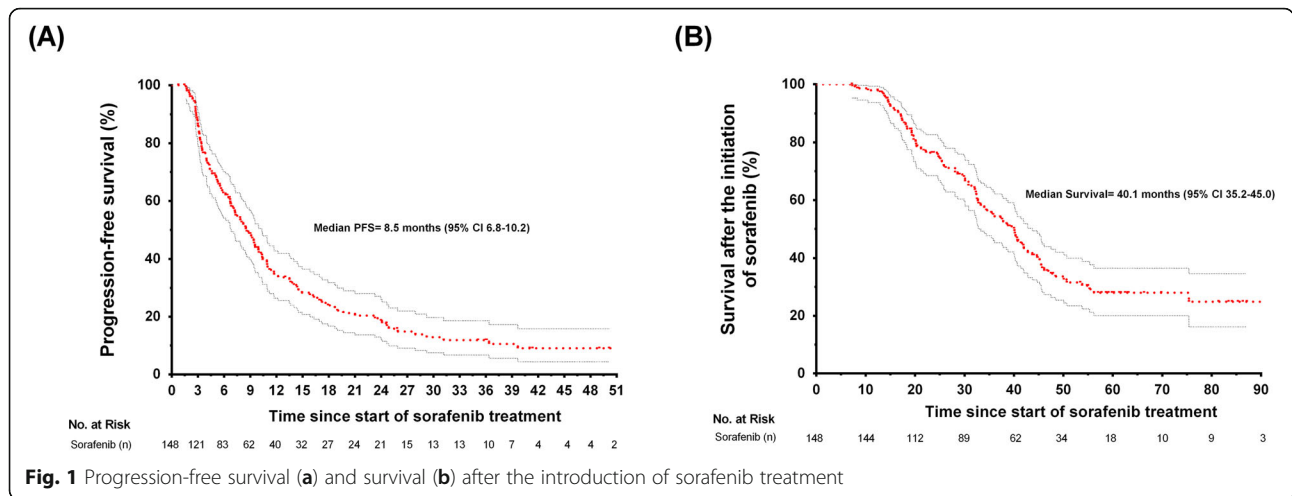 (A)
Progression-free survival (%)
100
80
60
40
20
0
Median PFS= 8.5 months (95% CI 6.8-10.2)
0 3 6 9 12 15 18 21 24 27 30 33 36 39 42 45 48 51
Time since start of sorafenib treatment
No. at Risk
Sorafenib (n) 148 121 83 62 40 32 27 24 21 15 13 13 10 7 4 4 4 2
(B)
Survival after the initiation
of sorafenib (%)
100
80
60
40
20
0
Median Survival= 40.1 months (95% CI 35.2-45.0)
0 10 20 30 40 50 60 70 80 90
Time since start of sorafenib treatment
No. at Risk
Sorafenib (n) 148 144 112 89 62 34 18 10 9 3
Fig. 1 Progression-free survival (a) and survival (b) after the introduction of sorafenib treatment